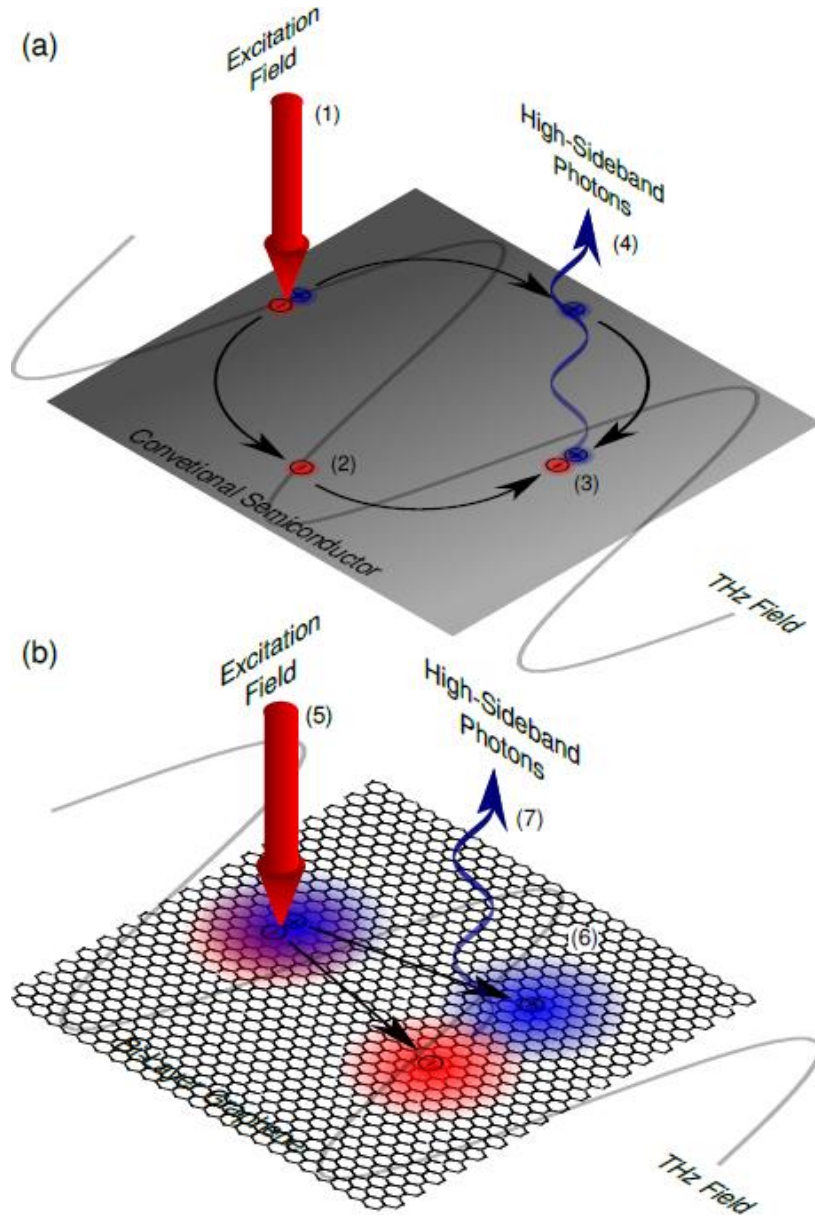 (a)
Excitation
Field
(1)
High-Sideband
Photons
(4)
(2)
(3)
Convetional Semiconductor
THz Field
(b)
Excitation
Field
(5)
High-Sideband
Photons
(7)
(6)
Graphene
THz Field